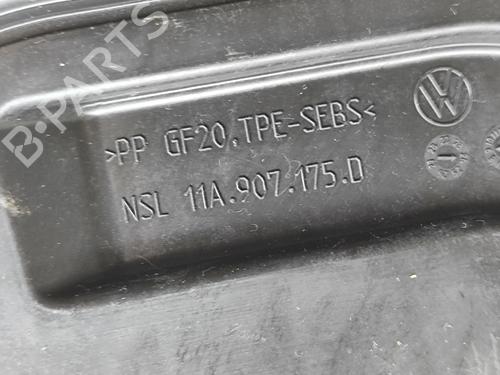 B-PARTS
>PP GF20,TPE-SEBS<
NSL 11A.907.175.D